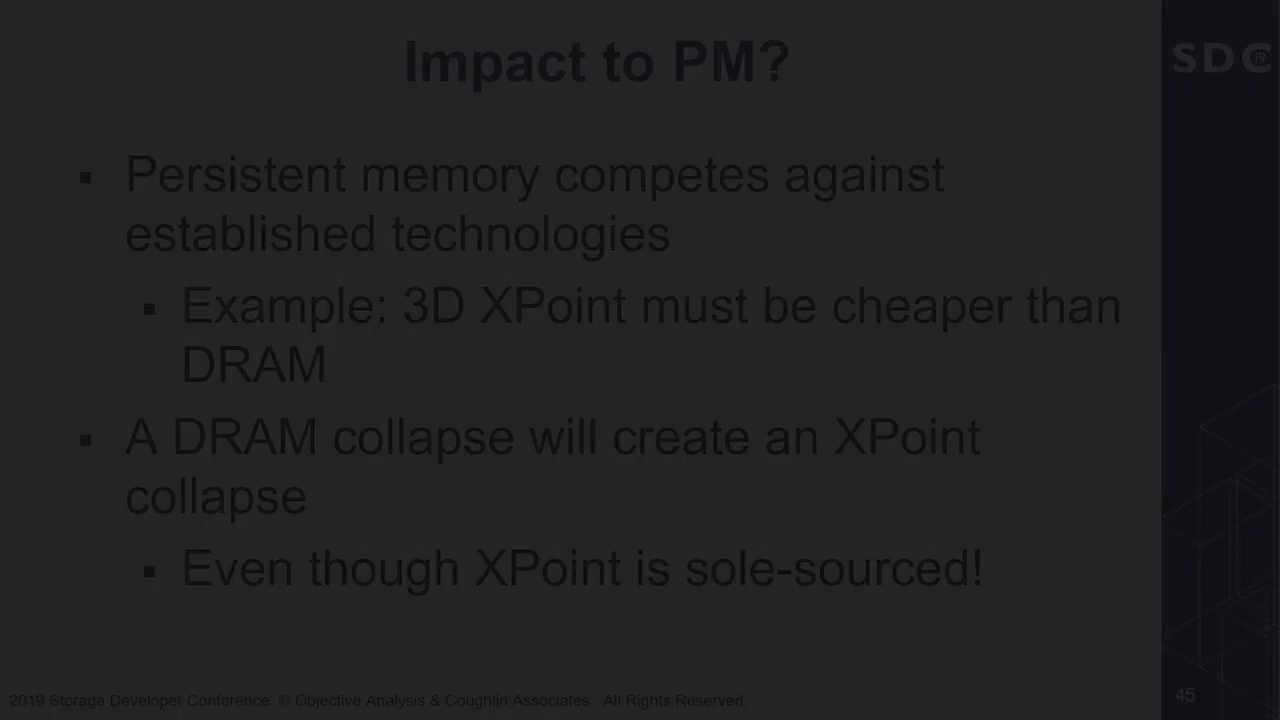 Impact to PM?
SDC
19
▪ Persistent memory competes against
established technologies
▪ Example: 3D XPoint must be cheaper than
DRAM
▪ A DRAM collapse will create an XPoint
collapse
▪ Even though XPoint is sole-sourced!
2019 Storage Developer Conference. © Objective Analysis & Coughlin Associates. All Rights Reserved.
45